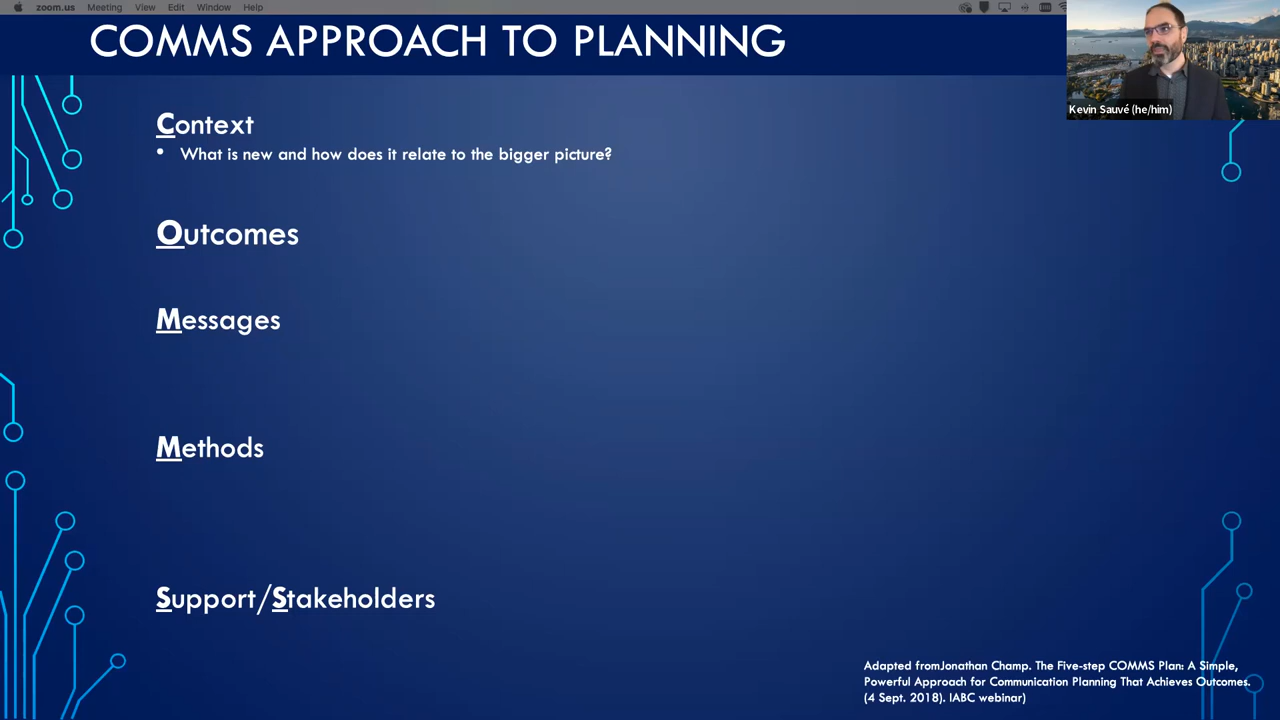 zoom.us Meeting View Edit Window Help
COMMS APPROACH TO PLANNING
Kevin Sauvé (he/him)
Context
• What is new and how does it relate to the bigger picture?
Outcomes
Messages
Methods
Support/Stakeholders
Adapted fromJonathan Champ. The Five-step COMMS Plan: A Simple,
Powerful Approach for Communication Planning That Achieves Outcomes.
(4 Sept. 2018). IABC webinar)